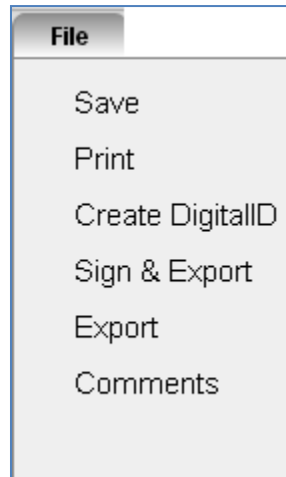 File
Save
Print
Create DigitalID
Sign & Export
Export
Comments